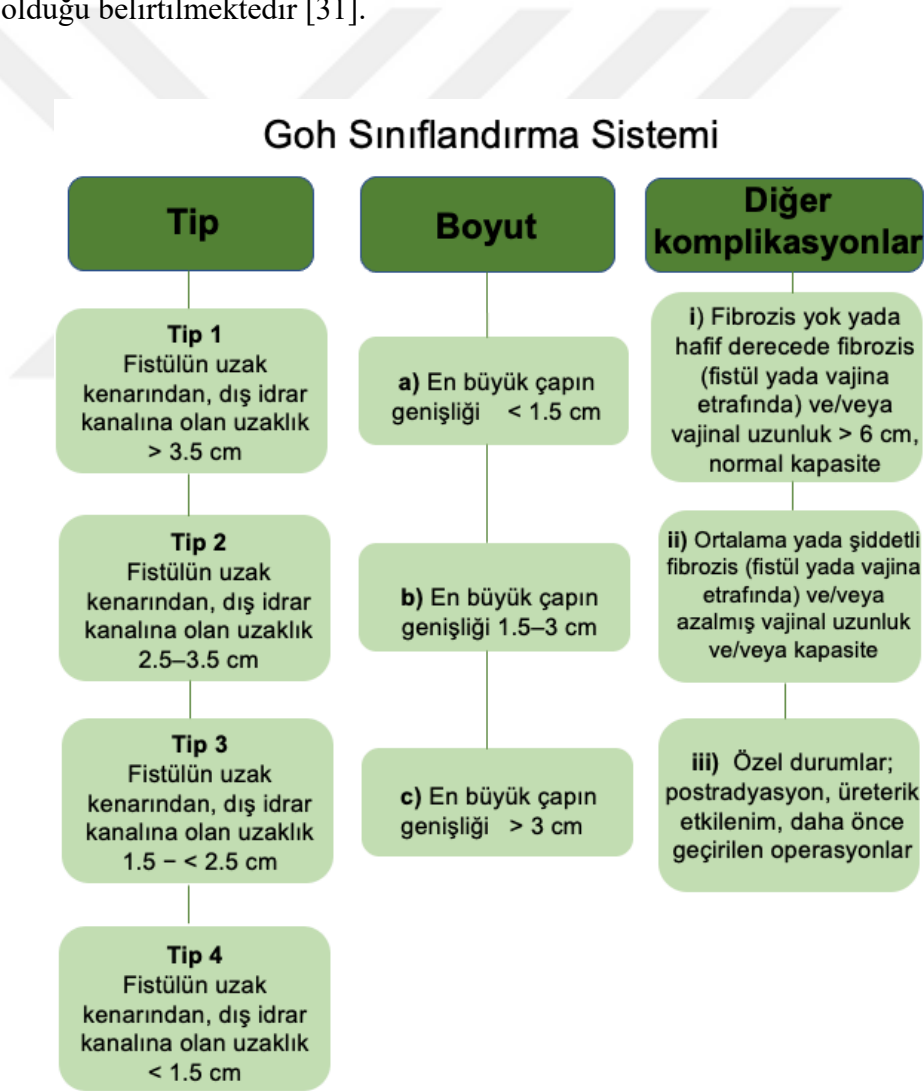 olduğu belirtilmektedir [31].
Goh Sınıflandırma Sistemi
Tip
Tip 1
Fistülün uzak
kenarından, dış idrar
kanalına olan uzaklık
> 3.5 cm
Tip 2
Fistülün uzak
kenarından, dış idrar
kanalına olan uzaklık
2.5–3.5 cm
Tip 3
Fistülün uzak
kenarından, dış idrar
kanalına olan uzaklık
1.5 – < 2.5 cm
Tip 4
Fistülün uzak
kenarından, dış idrar
kanalına olan uzaklık
< 1.5 cm
Boyut
a) En büyük çapın
genişliği < 1.5 cm
b) En büyük çapın
genişliği 1.5–3 cm
c) En büyük çapın
genişliği > 3 cm
Diğer
komplikasyonlar
i) Fibrozis yok yada
hafif derecede fibrozis
(fistül yada vajina
etrafında) ve/veya
vajinal uzunluk > 6 cm,
normal kapasite
ii) Ortalama yada şiddetli
fibrozis (fistül yada vajina
etrafında) ve/veya
azalmış vajinal uzunluk
ve/veya kapasite
iii) Özel durumlar;
postradyasyon, üreterik
etkilenim, daha önce
geçirilen operasyonlar